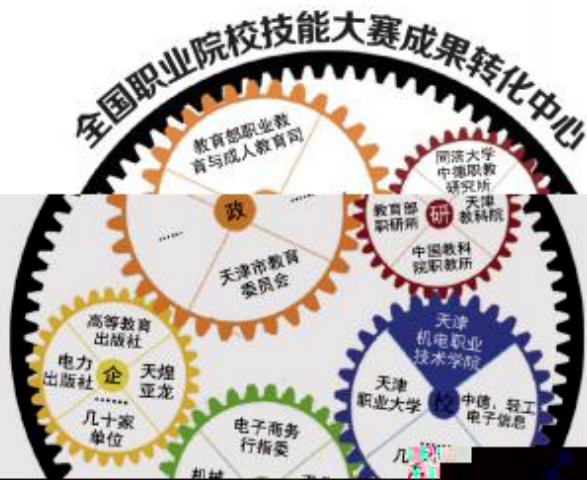 全国职业院校技能大赛成果转化中心
教育部职业教
育与成人教育司
政
……
……
天津市教育
委员会
同济大学
中德职教
研究所
教育部
职研所
研
天津
教科院
中国教科
院职教所
高等教育
出版社
电力
出版社
企
天煌
亚龙
……
几十家
单位
天津
机电职业
技术学院
天津
职业大学
校
中德、轻工
电子信息
……
电子商务
行指委
机械